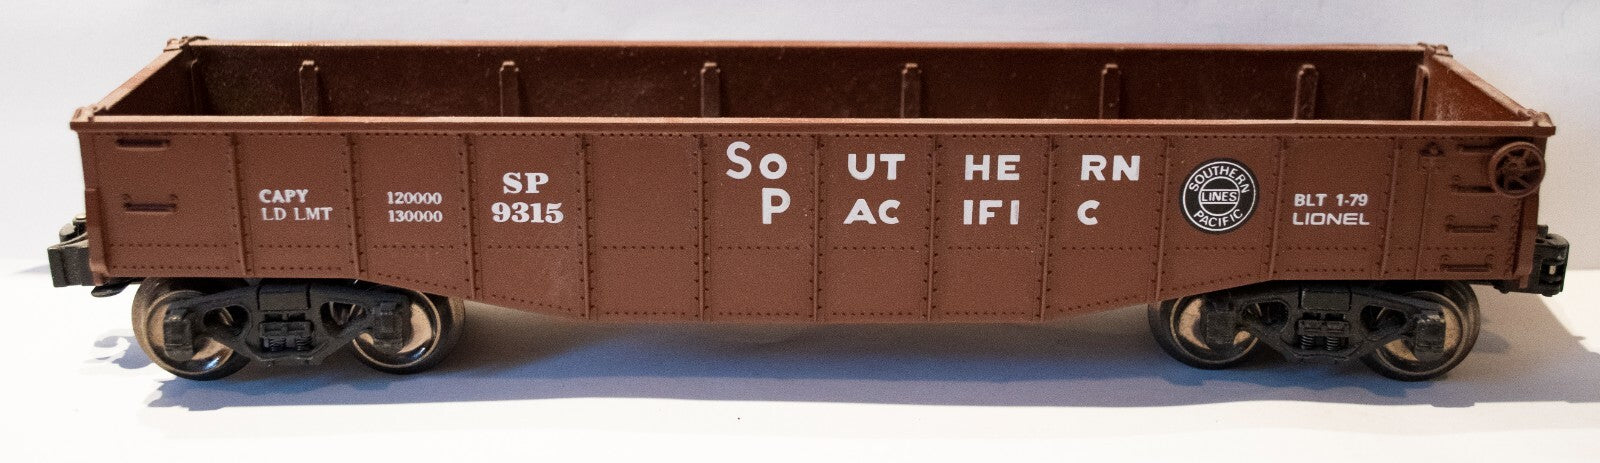 CAPY 120000
LD LMT 130000
SP
9315
SO UT HE RN
P AC IFI C
SOUTHERN
LINES
PACIFIC
BLT 1-79
LIONEL